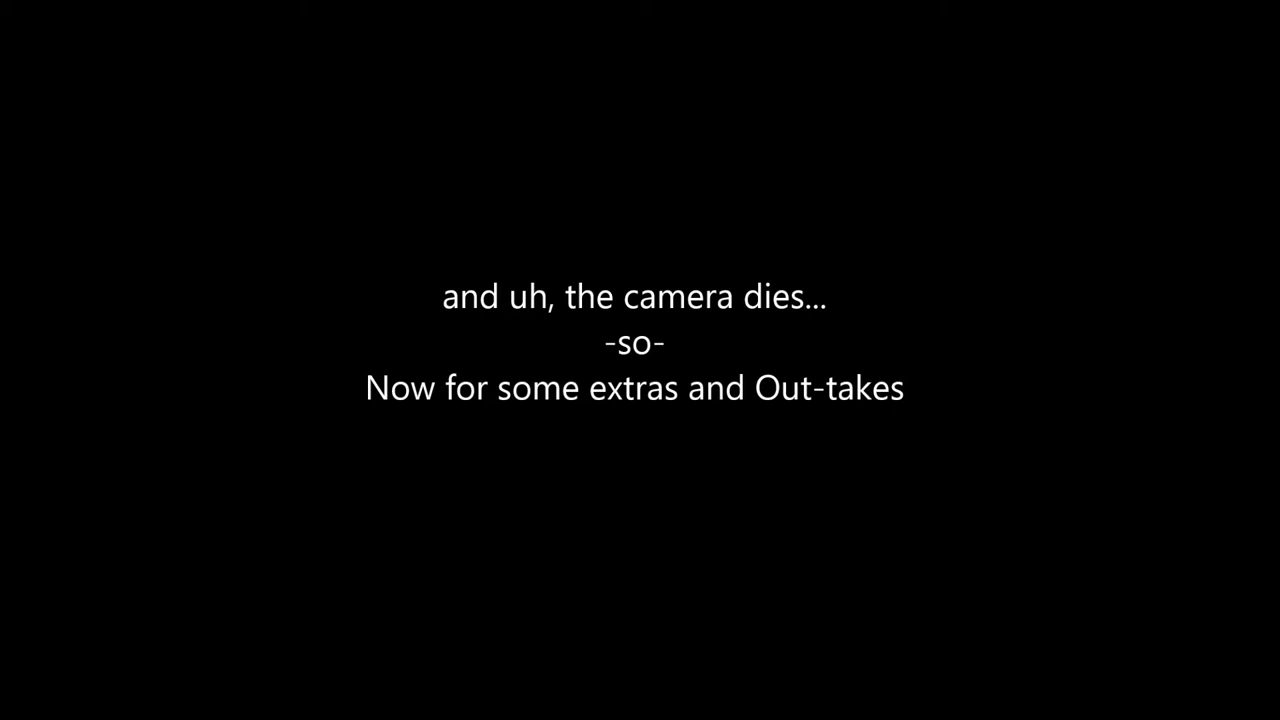 and uh, the camera dies...
-so-
Now for some extras and Out-takes